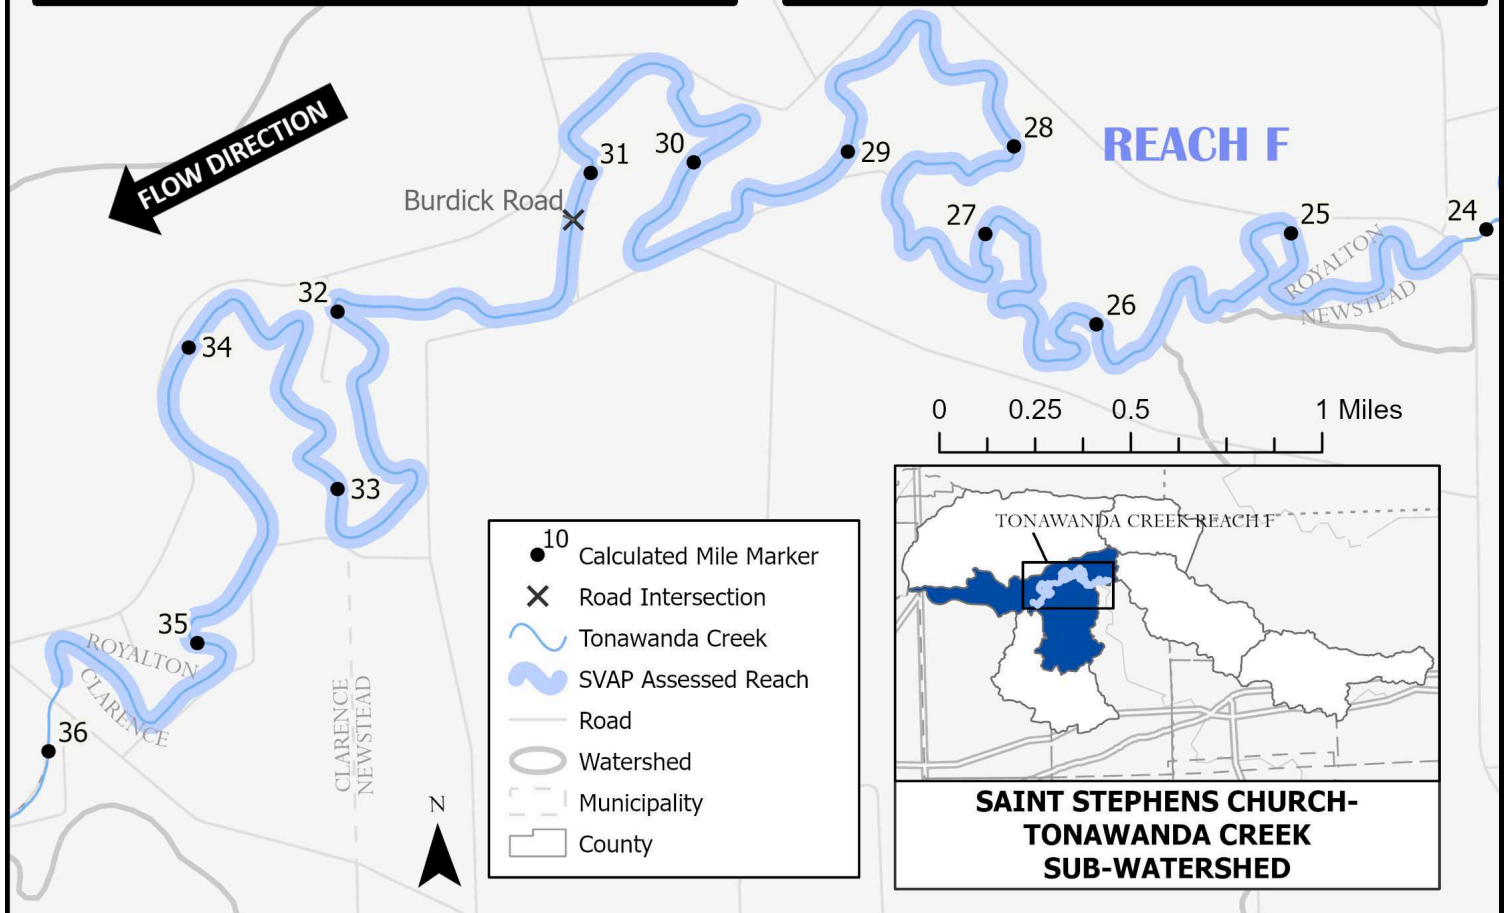 FLOW DIRECTION
REACH F
28
31
30
29
Burdick Road
27
25
24
ROYALTON
NEWSTEAD
32
26
34
0 0.25 0.5 1 Miles
33
TONAWANDA CREEK REACH F
10
Calculated Mile Marker
Road Intersection
Tonawanda Creek
SVAP Assessed Reach
Road
Watershed
Municipality
County
35
ROYALTON
CLARENCE
36
CLARENCE
NEWSTEAD
N
SAINT STEPHENS CHURCH-
TONAWANDA CREEK
SUB-WATERSHED